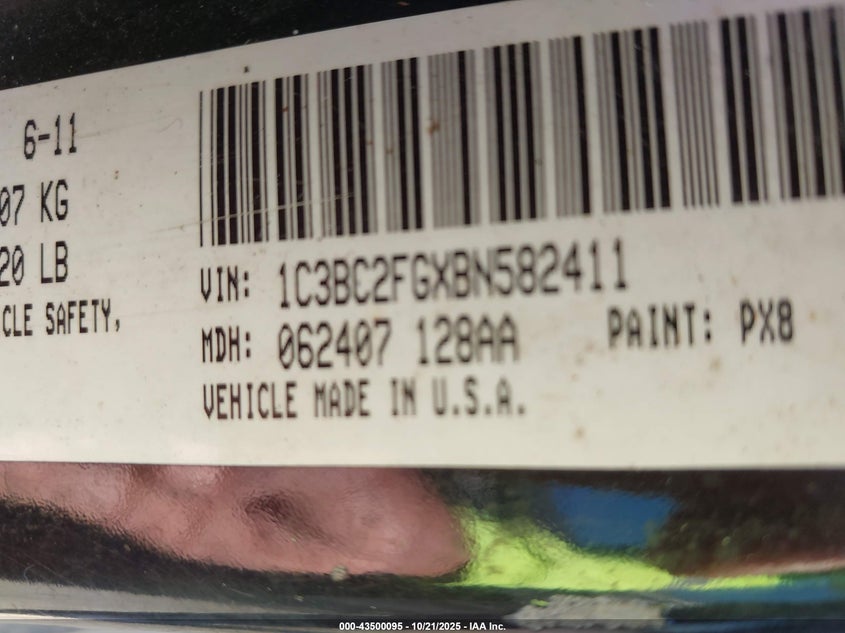 6-11
07 KG
20 LB
CLE SAFETY,
VIN: 1C3BC2FGXBN582411
MDH: 062407 128AA PAINT: PX8
VEHICLE MADE IN U.S.A.
000-43500095 - 10/21/2025 - IAA Inc.